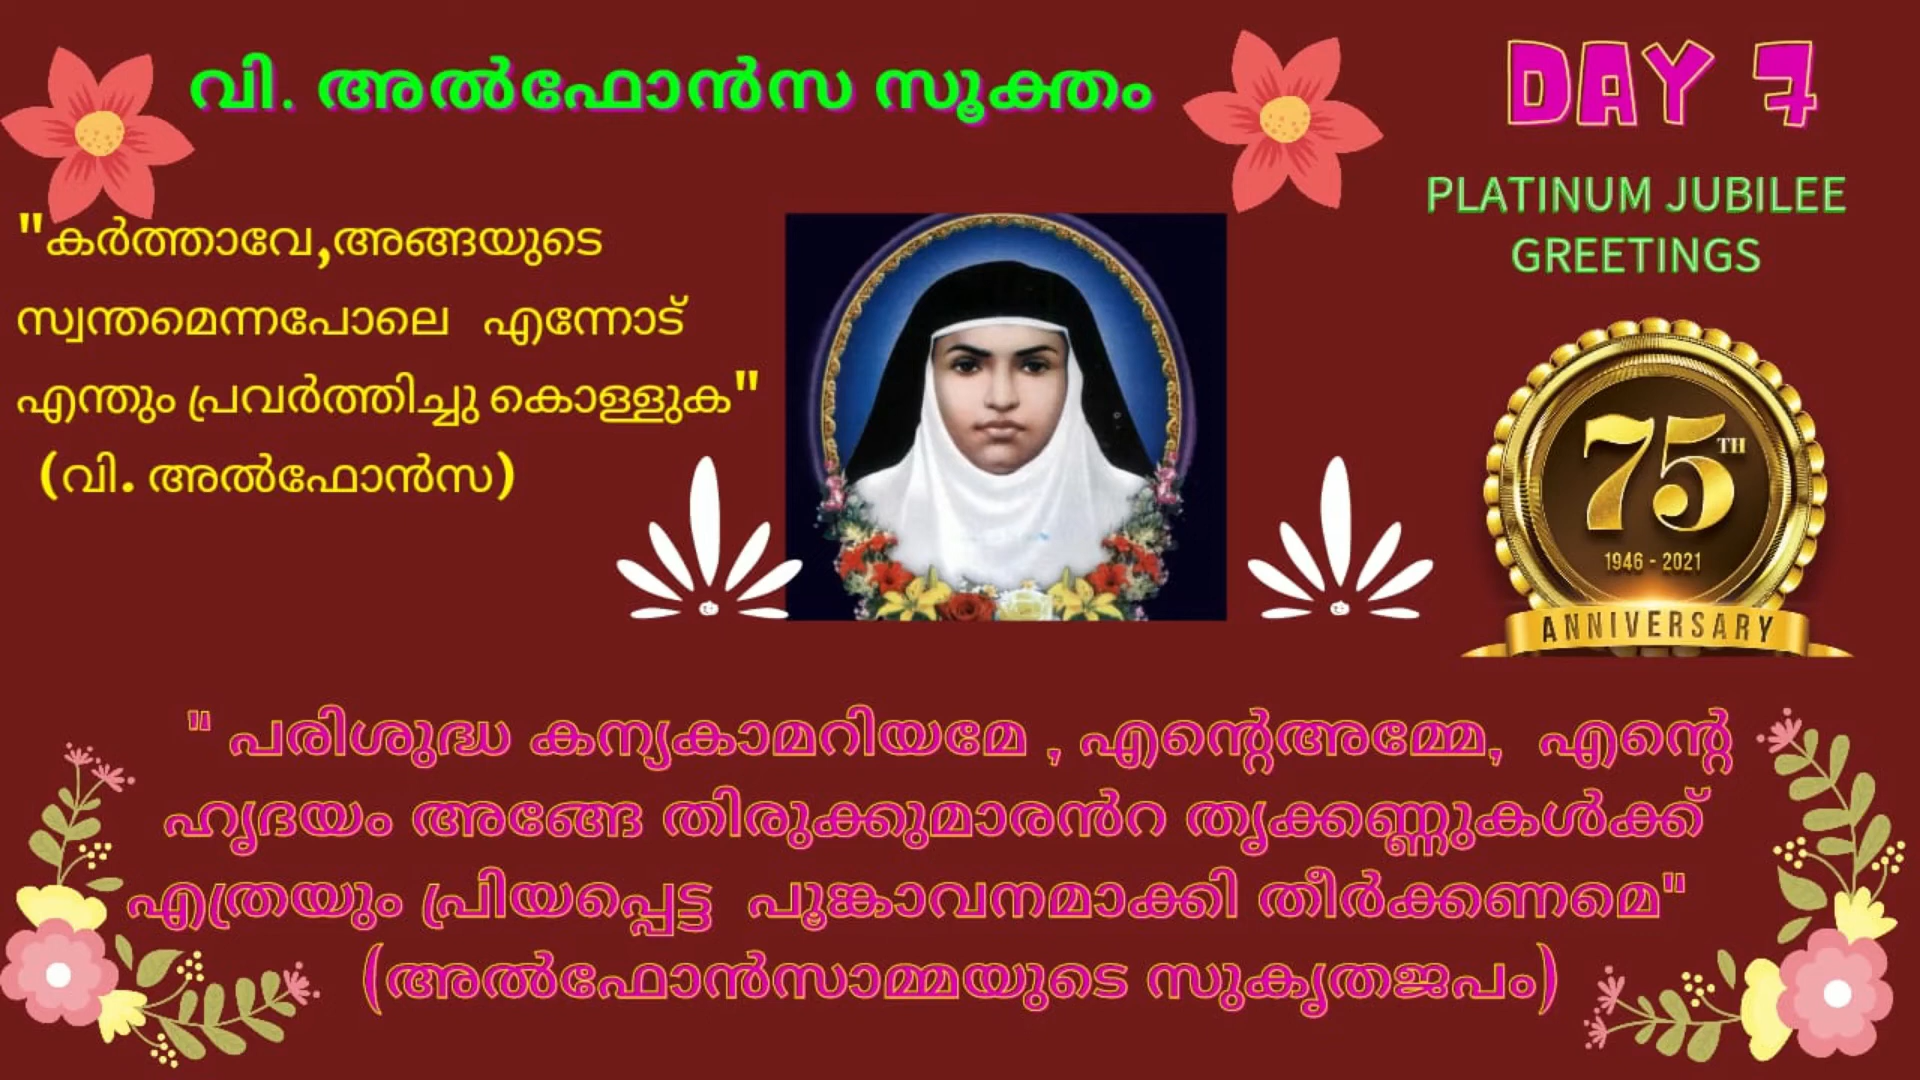 വി. അൽഫോൻസ സൂക്തം
DAY 7
PLATINUM JUBILEE
GREETINGS
"കർത്താവേ,അങ്ങയുടെ
സ്വന്തമെന്നപോലെ എന്നോട്
എന്തും പ്രവർത്തിച്ചു കൊള്ളുക"
(വി. അൽഫോൻസ)
75TH
1946 - 2021
ANNIVERSARY
" പരിശുദ്ധ കന്യകാമറിയമേ , എന്റെഅമ്മേ, എന്റെ
ഹൃദയം അങ്ങേ തിരുക്കുമാരൻറ തൃക്കണ്ണുകൾക്ക്
എത്രയും പ്രിയപ്പെട്ട പൂങ്കാവനമാക്കി തീർക്കണമെ"
(അൽഫോൻസാമ്മയുടെ സുകൃതജപം)